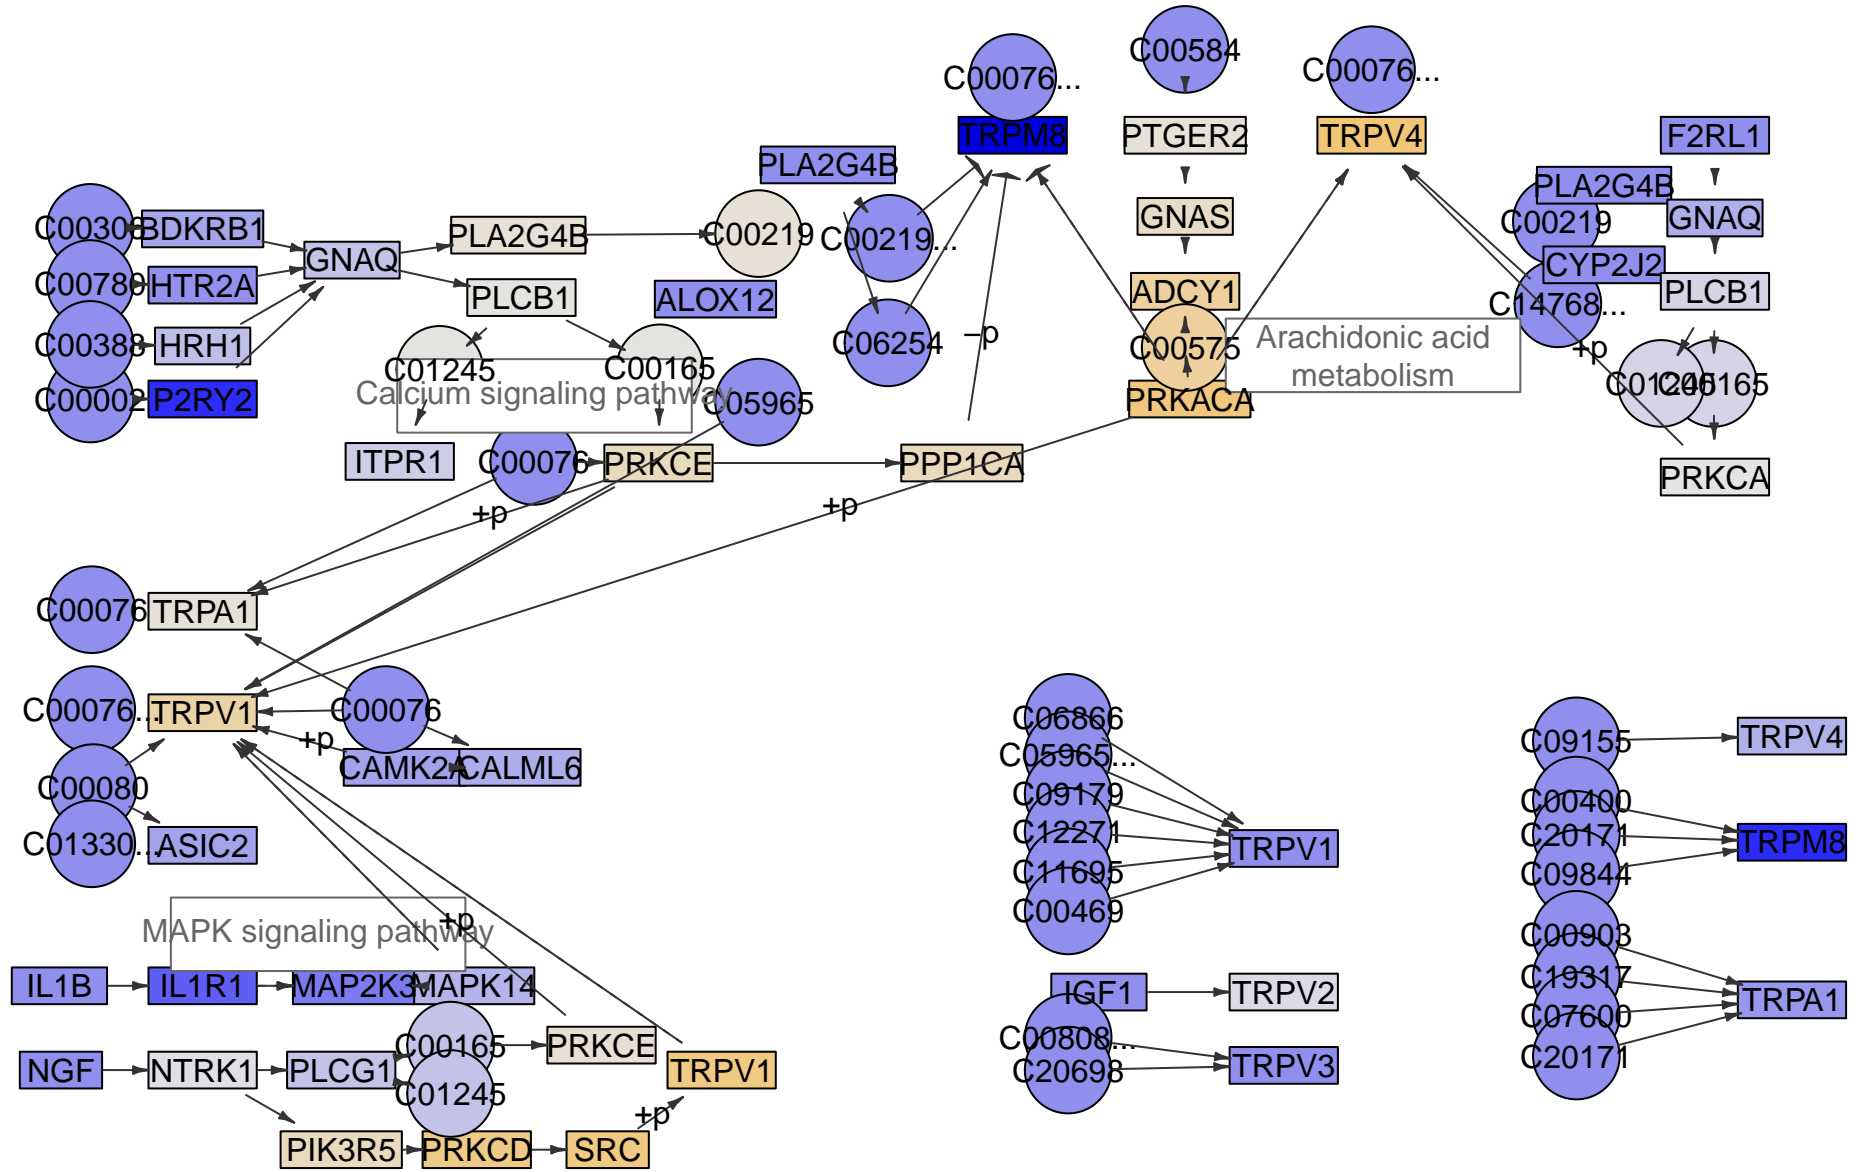 C00584
C00076...
C00076...
TRPM8
PTGER2
TRPV4
F2RL1
PLA2G4B
PLA2G4B
C00308
BDKRB1
PLA2G4B
C00219
C00219...
GNAS
C00219
GNAQ
GNAQ
CYP2J2
C00780
HTR2A
PLCB1
ALOX12
ADCY1
C14768...
PLCB1
C00388
HRH1
C01245
C00165
C06254
–p
C00575
Arachidonic acid
metabolism
+p
C01245
C00165
C00002
P2RY2
Calcium signaling pathway
C05965
PRKACA
ITPR1
C00076
PRKCE
PPP1CA
PRKCA
+p
+p
C00076
TRPA1
C00076...
TRPV1
C00076
C06866
C09155
TRPV4
+p
C05965...
C00080
CAMK2A
CALML6
C09179
C00400
C01330...
ASIC2
C12271
TRPV1
C20171
TRPM8
C11695
C09844
C00469
MAPK signaling pathway
+p
C00903
IL1B
IL1R1
MAP2K3
MAPK14
IGF1
TRPV2
C19317
TRPA1
C07600
C00165
PRKCE
C00808...
NGF
NTRK1
PLCG1
TRPV1
C20698
TRPV3
C20171
C01245
+p
PIK3R5
PRKCD
SRC